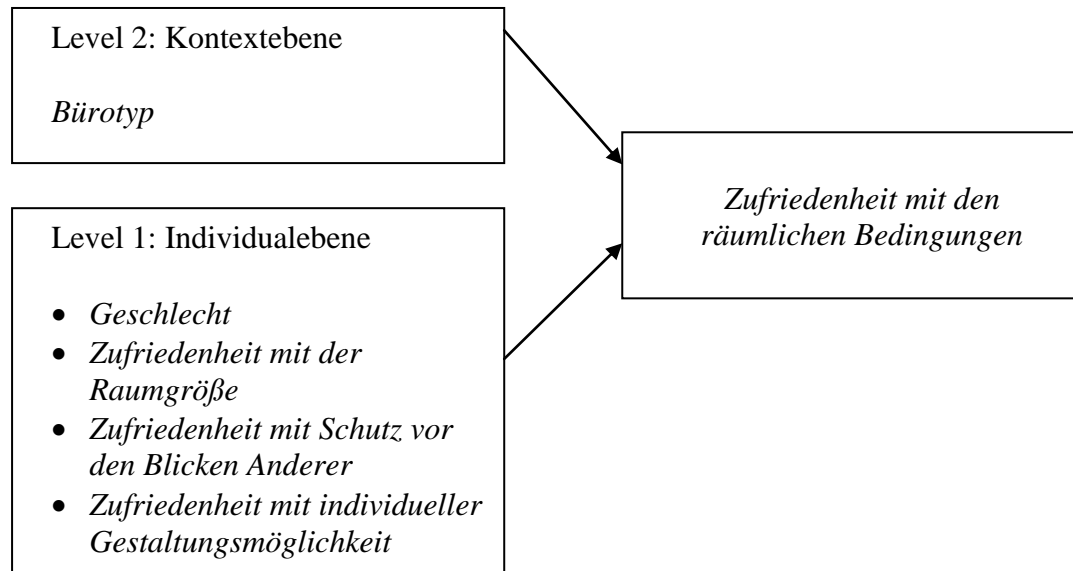 Level 2: Kontextebene
Bürotyp
Level 1: Individualebene
• Geschlecht
• Zufriedenheit mit der
Raumgröße
• Zufriedenheit mit Schutz vor
den Blicken Anderer
• Zufriedenheit mit individueller
Gestaltungsmöglichkeit
Zufriedenheit mit den
räumlichen Bedingungen